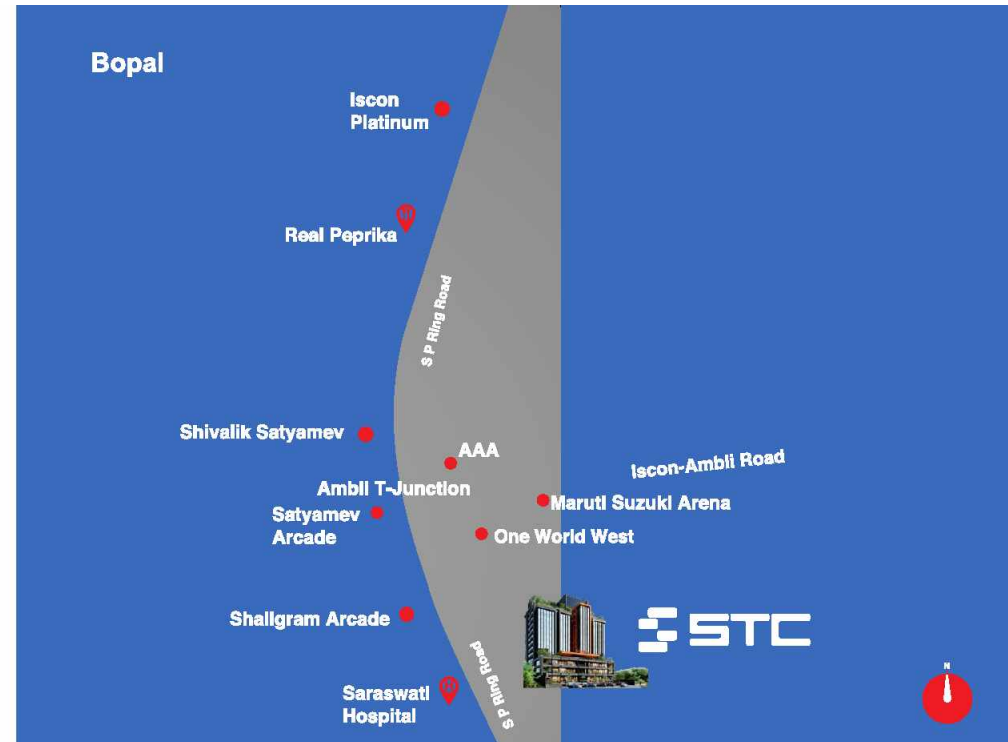 Bopal
Iscon
Platinum
Real Peprika
S P Ring Road
Shivalik Satyamev
AAA
Iscon-Ambli Road
Ambli T-Junction
Maruti Suzuki Arena
Satyamev
Arcade
One World West
Shaligram Arcade
STC
S P Ring Road
Saraswati
Hospital
H
N